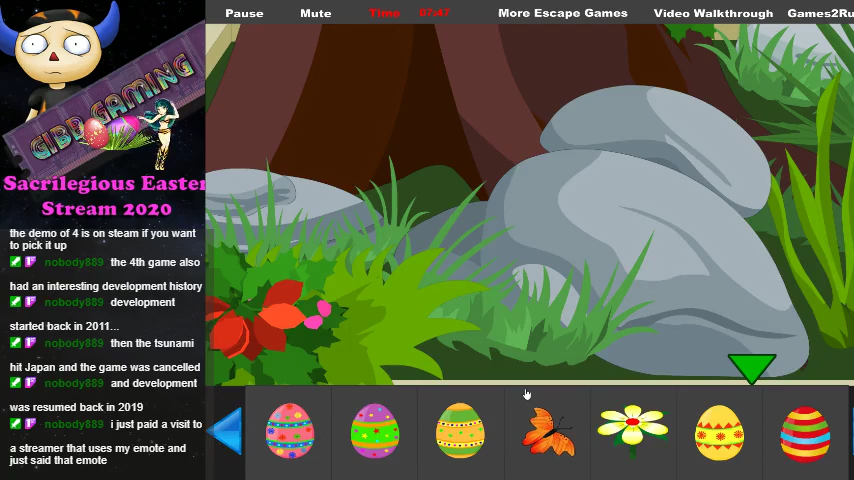 Pause
Mute
Time 07:47
More Escape Games
Video Walkthrough
Games2Ru
GIBB GAMING
Sacrilegious Easter
Stream 2020
the demo of 4 is on steam if you want
to pick it up
nobody889 the 4th game also
had an interesting development history
nobody889 development
started back in 2011...
nobody889 then the tsunami
hit Japan and the game was cancelled
nobody889 and development
was resumed back in 2019
nobody889 i just paid a visit to
a streamer that uses my emote and
just said that emote